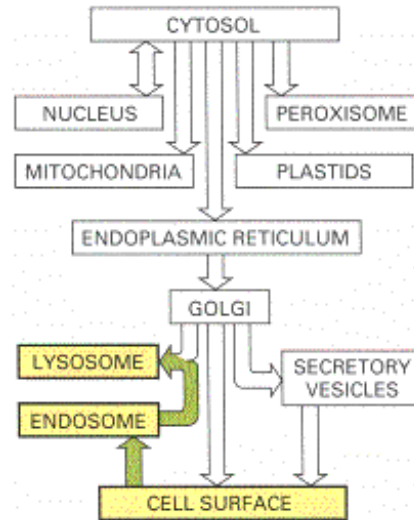 CYTOSOL
NUCLEUS
PEROXISOME
MITOCHONDRIA
PLASTIDS
ENDOPLASMIC RETICULUM
GOLGI
LYSOSOME
SECRETORY
VESICLES
ENDOSOME
CELL SURFACE